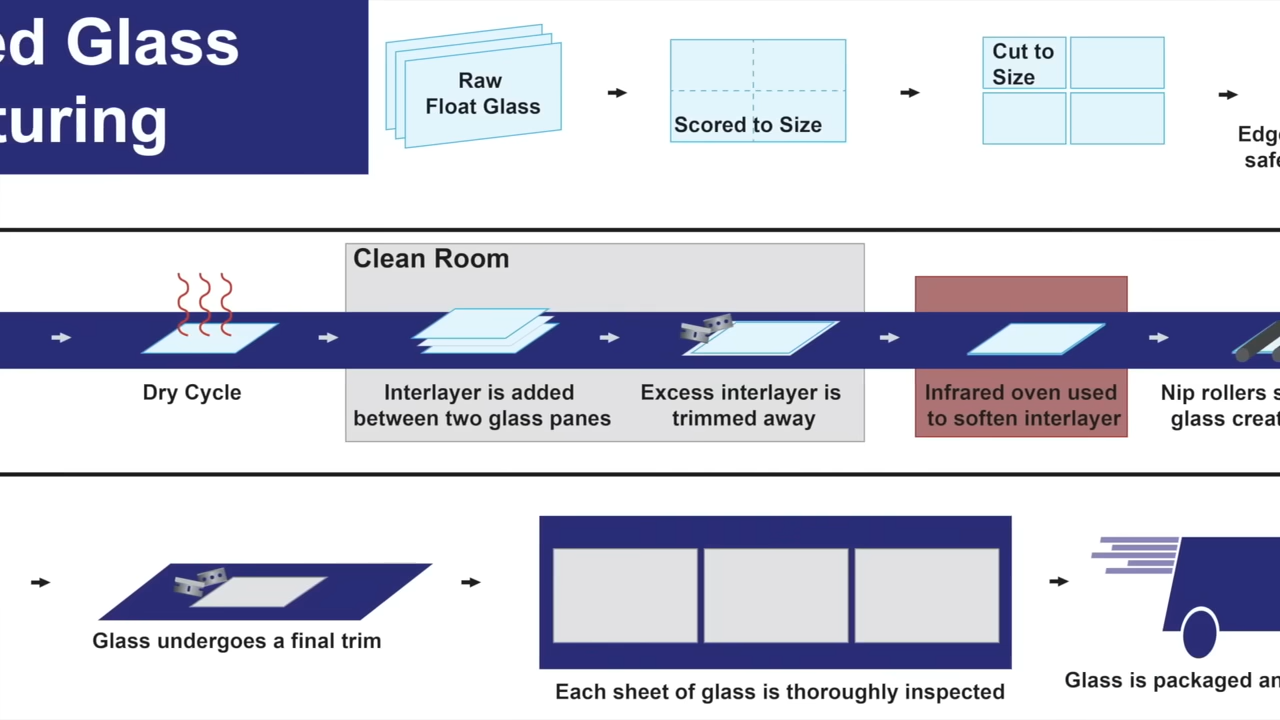 ed Glass
turing
Raw
Float Glass
Scored to Size
Cut to
Size
Edge
safe
Clean Room
Dry Cycle
Interlayer is added
between two glass panes
Excess interlayer is
trimmed away
Infrared oven used
to soften interlayer
Nip rollers s
glass creat
Glass undergoes a final trim
Each sheet of glass is thoroughly inspected
Glass is packaged an